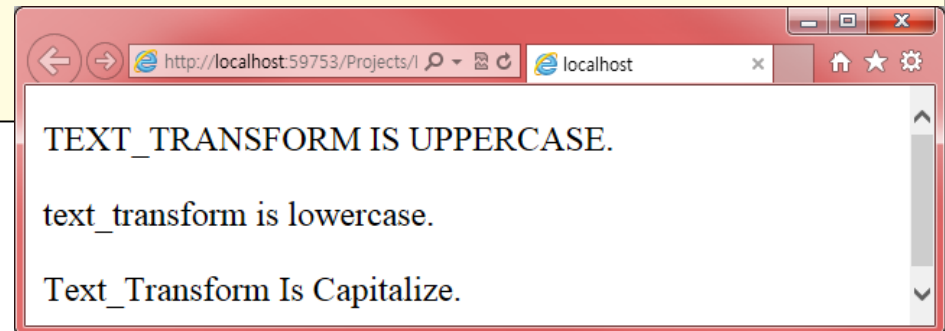 http://localhost:59753/Projects/l
localhost
TEXT_TRANSFORM IS UPPERCASE.
text_transform is lowercase.
Text_Transform Is Capitalize.